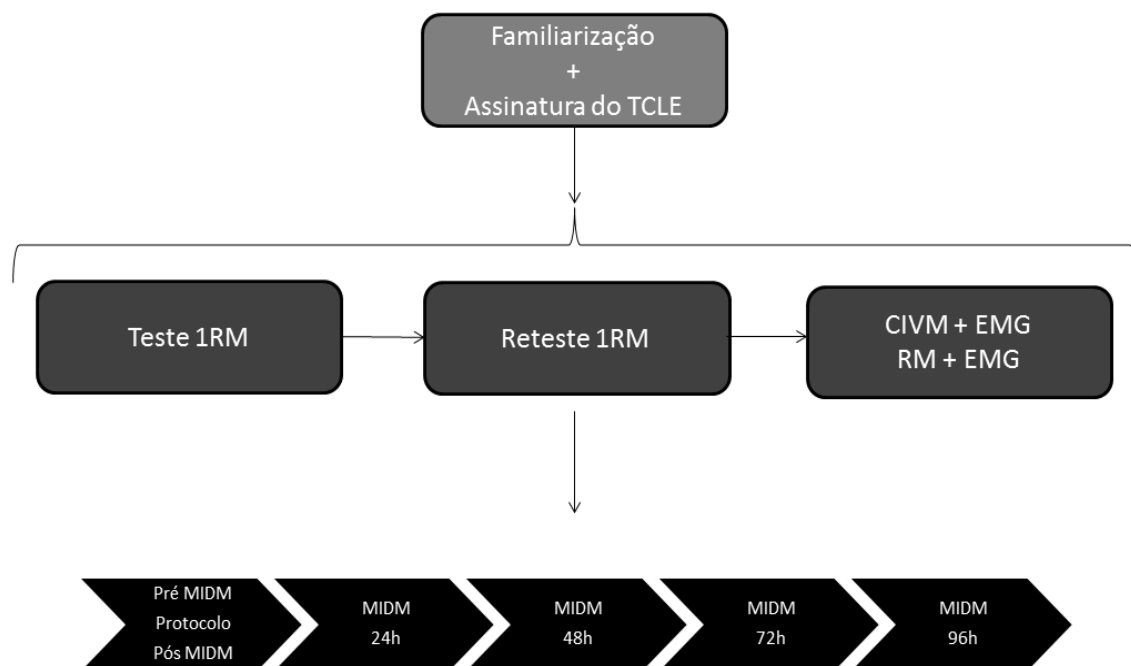 Familiarização
+
Assinatura do TCLE
Teste 1RM
Reteste 1RM
CIVM + EMG
RM + EMG
Pré MIDM
Protocolo
Pós MIDM
MIDM
24h
MIDM
48h
MIDM
72h
MIDM
96h